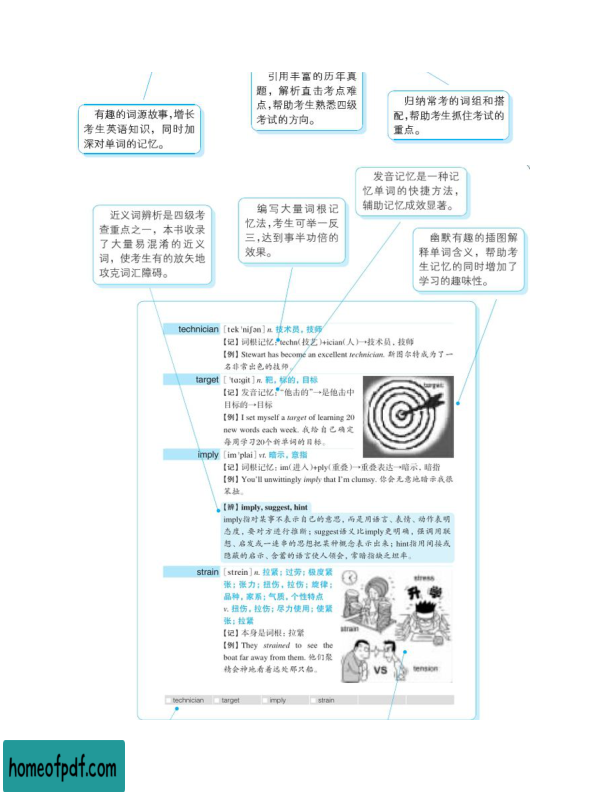 引用丰富的历年真
题，解析直击考点难
点，帮助考生熟悉四级
考试的方向。
有趣的词源故事，增长
考生英语知识，同时加
深对单词的记忆。
归纳常考的词组和搭
配，帮助考生抓住考试的
重点。
发音记忆是一种记
忆单词的快捷方法，
辅助记忆成效显著。
近义词辨析是四级考
查重点之一，本书收录
了大量易混淆的近义
词，使考生有的放矢地
攻克词汇障碍。
编写大量词根记
忆法，考生可举一反
三，达到事半功倍的
效果。
幽默有趣的插图解
释单词含义，帮助考
生记忆的同时增加了
学习的趣味性。
technician [tekˈniʃən] n. 技术员，技师
【记】词根记忆：techn(技艺)+ician(人)→技术员，技师
【例】Stewart has become an excellent technician. 斯图尔特成为了一
名非常出色的技师。
target [ˈtɑːgit] n. 靶，标的，目标
【记】发音记忆：“他击的”→是他击中
目标的→目标
【例】I set myself a target of learning 20
new words each week. 我给自己确定
每周学习20个新单词的目标。
target
imply [imˈplai] vt. 暗示，意指
【记】词根记忆：im(进入)+ply(重叠)→重叠表达→暗示，暗指
【例】You'll unwittingly imply that I'm clumsy. 你会无意地暗示我很
笨拙。
【辨】imply, suggest, hint
imply指对某事不表示自己的意思，而是用语言、表情、动作表明
态度，要对方进行推断；suggest语义比imply更明确，强调用联
想、启发或一连串的思想把某种概念表示出来；hint指用间接或
隐蔽的启示、含蓄的语言使人领会，常暗指缺乏坦率。
strain [strein] n. 拉紧；过劳；极度紧
张；张力；扭伤，拉伤；旋律；
品种，家系；气质，个性特点
v. 扭伤，拉伤；尽力使用；使紧
张；拉紧
【记】本身是词根：拉紧
【例】They strained to see the
boat far away from them. 他们聚
精会神地看着远处那只船。
stress
升学
strain
VS
tension
technician target imply strain
homeofpdf.com